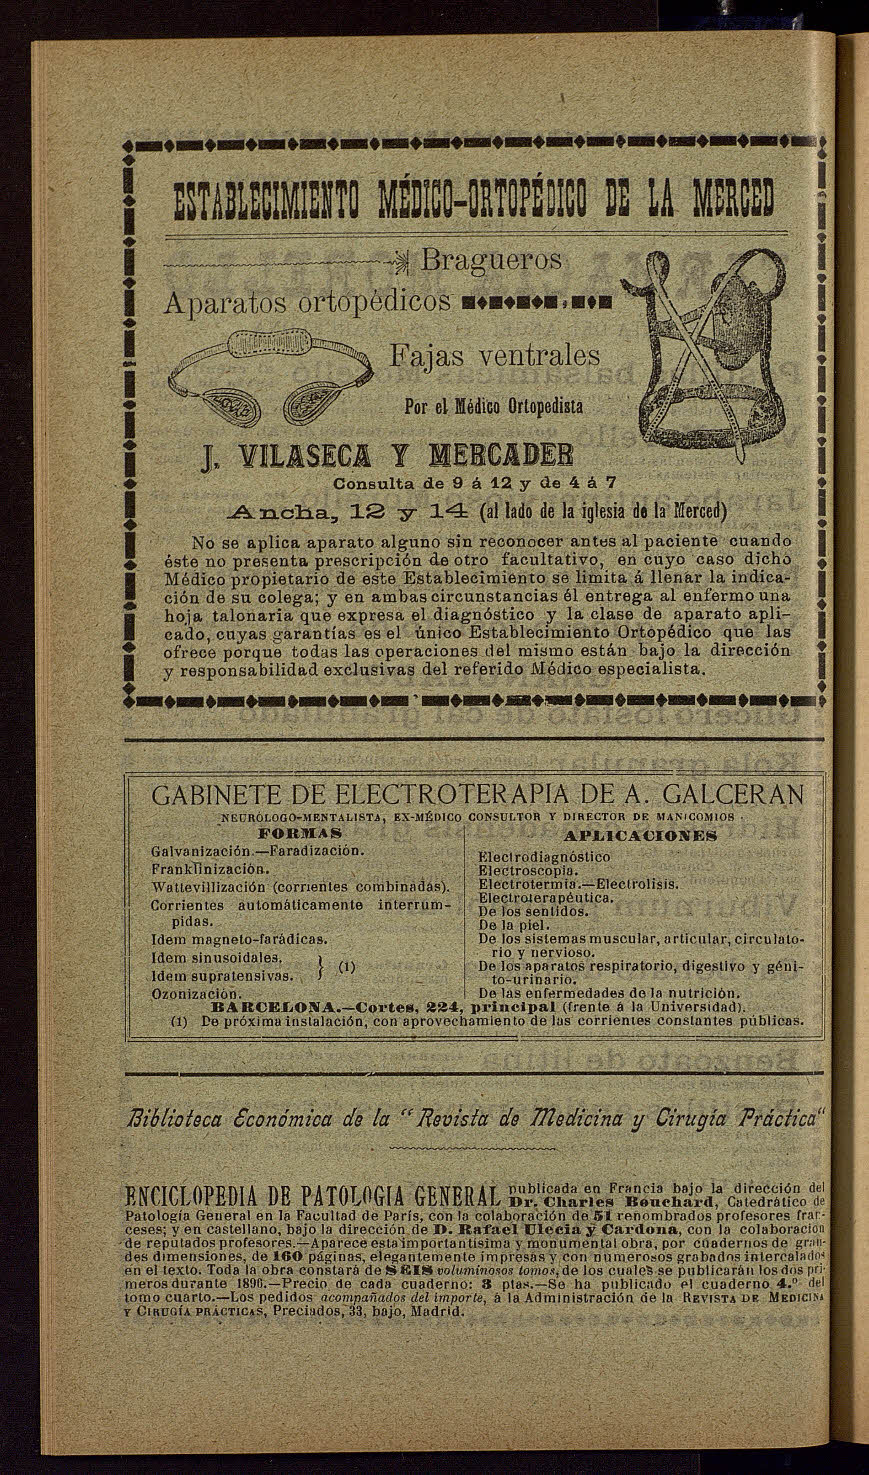 ESTABLECIMIENTO MÉDICO-ORTOPÉDICO DE LA MERCED
Bragueros
Aparatos ortopédicos
Fajas ventrales
Por el Médico Ortopedista
J. VILASECA Y MERCADER
Consulta de 9 á 12 y de 4 á 7
Ancha, 12 y 14 (al lado de la iglesia de la Merced)
No se aplica aparato alguno sin reconocer antes al paciente cuando
éste no presenta prescripción de otro facultativo, en cuyo caso dicho
Médico propietario de este Establecimiento se limita á llenar la indica-
ción de su colega; y en ambas circunstancias él entrega al enfermo una
hoja talonaria que expresa el diagnóstico y la clase de aparato apli-
cado, cuyas garantías es el único Establecimiento Ortopédico que las
ofrece porque todas las operaciones del mismo están bajo la dirección
y responsabilidad exclusivas del referido Médico especialista.
GABINETE DE ELECTROTERAPIA DE A. GALCERAN
NEURÓLOGO-MENTALISTA, EX-MÉDICO CONSULTOR Y DIRECTOR DE MANICOMIOS
FORMAS
Galvanización.—Faradización.
Franklinización.
Wattevillización (corrientes combinadas).
Corrientes automáticamente interrum-
pidas.
Idem magneto-farádicas.
Idem sinusoidales.
Idem supratensivas. } (1)
Ozonización.
APLICACIONES
Electrodiagnóstico
Electroscopia.
Electrotermia.—Electrolisis.
Electroterapéutica.
De los sentidos.
De la piel.
De los sistemas muscular, articular, circulato-
rio y nervioso.
De los aparatos respiratorio, digestivo y géni-
to-urinario.
De las enfermedades de la nutrición.
BARCELONA.—Cortes, 224, principal (frente á la Universidad).
(1) De próxima instalación, con aprovechamiento de las corrientes constantes públicas.
Biblioteca Económica de la "Revista de Medicina y Cirugía Práctica"
ENCICLOPEDIA DE PATOLOGIA GENERAL publicada en Francia bajo la dirección del
Dr. Charles Bouchard, Catedrático de
Patología General en la Facultad de París, con la colaboración de 51 renombrados profesores fran-
ceses; y en castellano, bajo la dirección de D. Rafael Ulecia y Cardona, con la colaboración
de reputados profesores.—Aparece esta importantísima y monumental obra, por cuadernos de gran-
des dimensiones, de 160 páginas, elegantemente impresas y con numerosos grabados intercalados
en el texto. Toda la obra constará de SEIS voluminosos tomos, de los cuales se publicarán los dos pri-
meros durante 1896.—Precio de cada cuaderno: 3 ptas.—Se ha publicado el cuaderno 4.º del
tomo cuarto.—Los pedidos acompañados del importe, á la Administración de la REVISTA DE MEDICINA
Y CIRUGÍA PRÁCTICAS, Preciados, 33, bajo, Madrid.